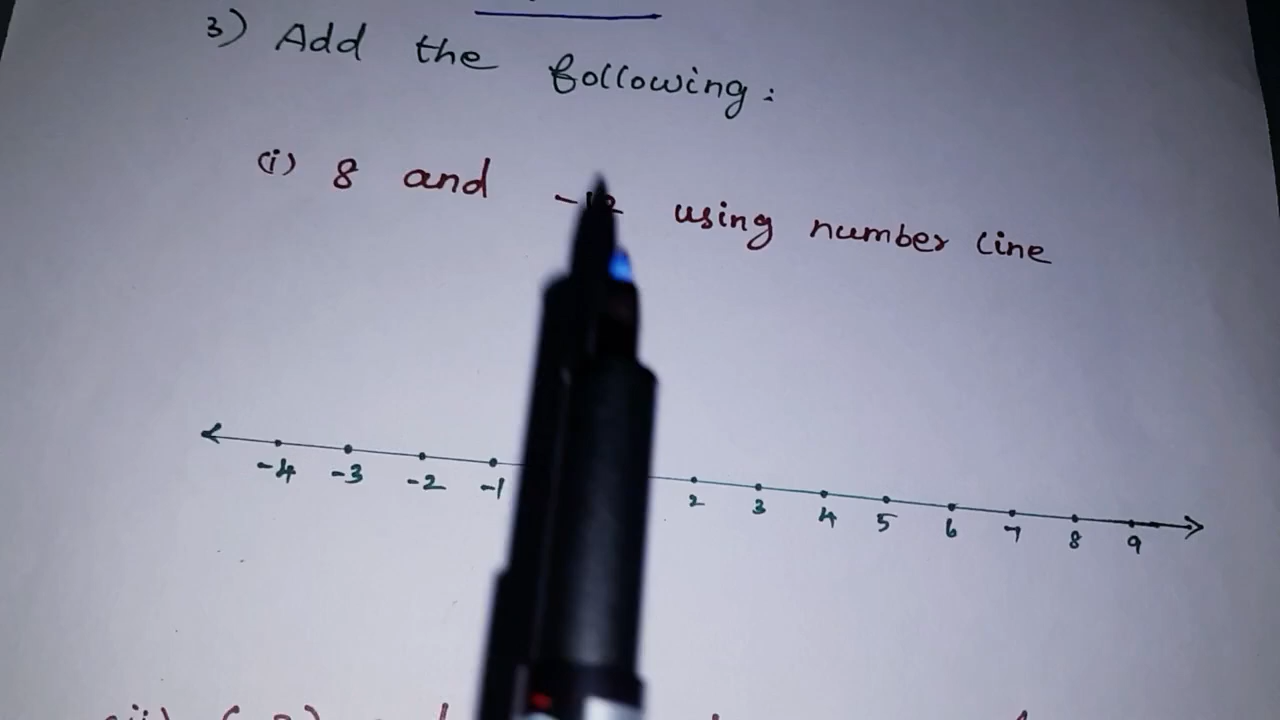 3) Add the following:
(i) 8 and -12 using number line
-4 -3 -2 -1 2 3 4 5 6 7 8 9